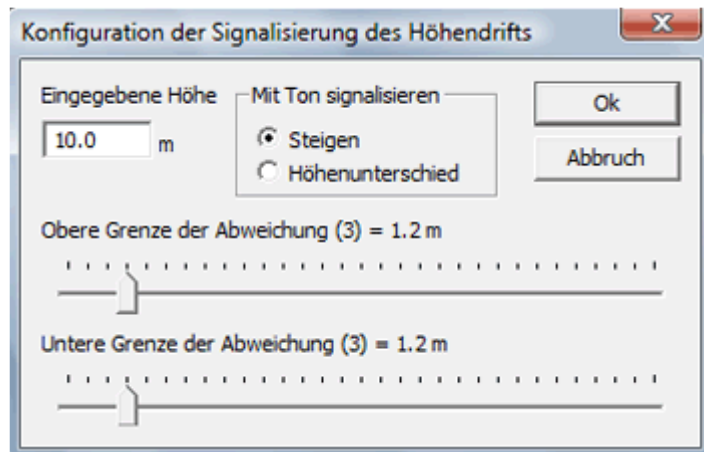 Konfiguration der Signalisierung des Höhendrifts
Eingegebene Höhe
10.0 m
Mit Ton signalisieren
Steigen
Höhenunterschied
Ok
Abbruch
Obere Grenze der Abweichung (3) = 1.2 m
Untere Grenze der Abweichung (3) = 1.2 m